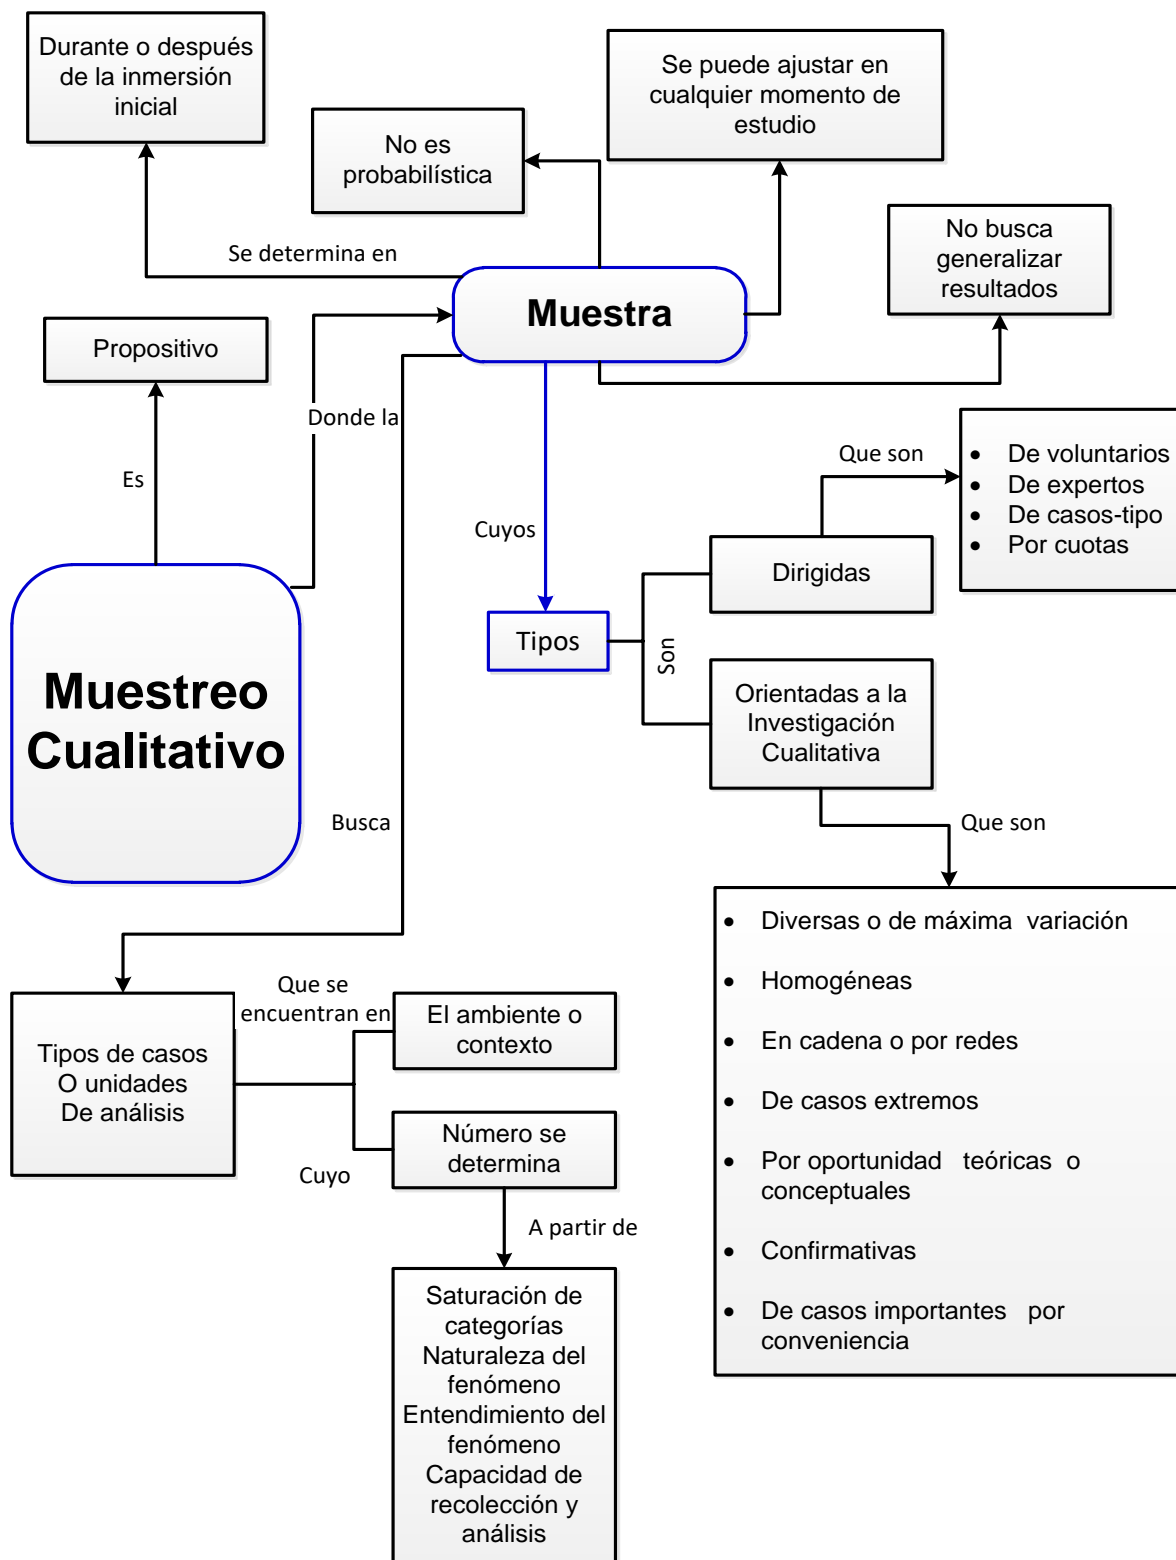 Durante o después
de la inmersión
inicial
Se puede ajustar en
cualquier momento de
estudio
No es
probabilística
No busca
generalizar
resultados
Se determina en
Muestra
Propositivo
Donde la
Es
Cuyos
Que son
• De voluntarios
• De expertos
• De casos-tipo
• Por cuotas
Dirigidas
Tipos
Son
Orientadas a la
Investigación
Cualitativa
Muestreo
Cualitativo
Busca
Que son
• Diversas o de máxima variación
• Homogéneas
• En cadena o por redes
• De casos extremos
• Por oportunidad teóricas o
conceptuales
• Confirmativas
• De casos importantes por
conveniencia
Que se
encuentran en
El ambiente o
contexto
Tipos de casos
O unidades
De análisis
Número se
determina
Cuyo
A partir de
Saturación de
categorías
Naturaleza del
fenómeno
Entendimiento del
fenómeno
Capacidad de
recolección y
análisis